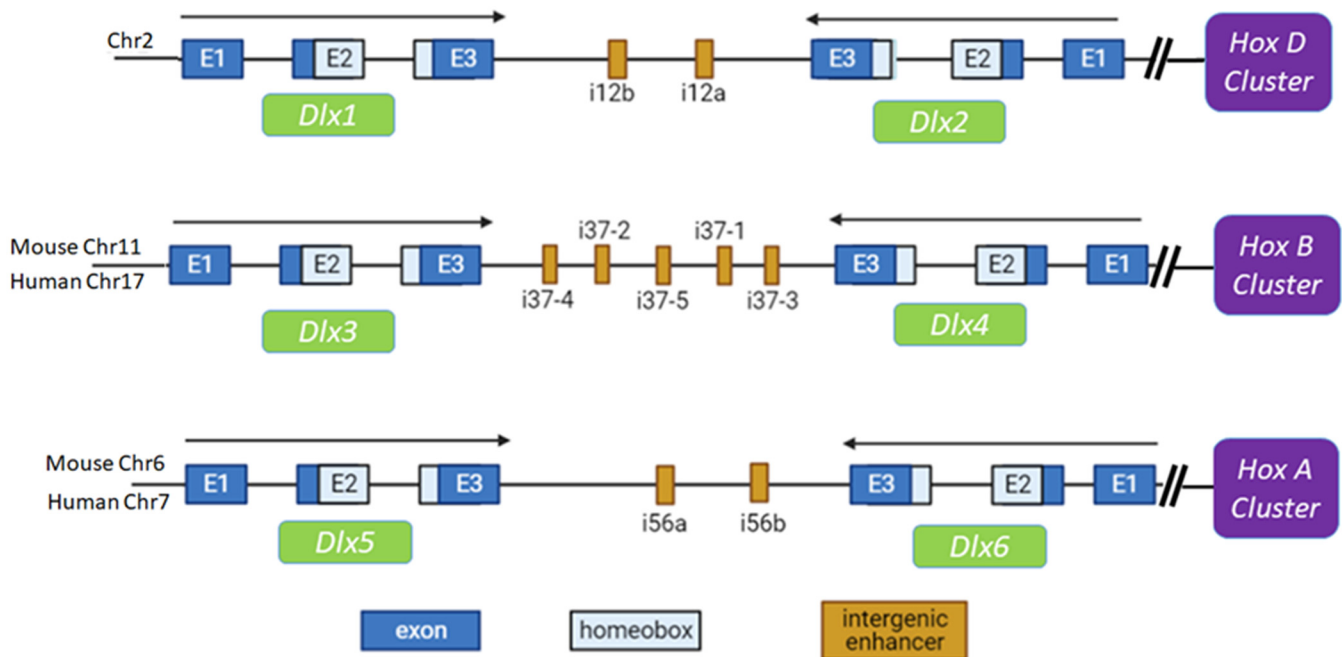 Chr2
E1
E2
E3
i12b
i12a
E3
E2
E1
Hox D
Cluster
Dlx1
Dlx2
Mouse Chr11
Human Chr17
E1
E2
E3
i37-4
i37-2
i37-5
i37-1
i37-3
E3
E2
E1
Hox B
Cluster
Dlx3
Dlx4
Mouse Chr6
Human Chr7
E1
E2
E3
i56a
i56b
E3
E2
E1
Hox A
Cluster
Dlx5
Dlx6
exon
homeobox
intergenic
enhancer